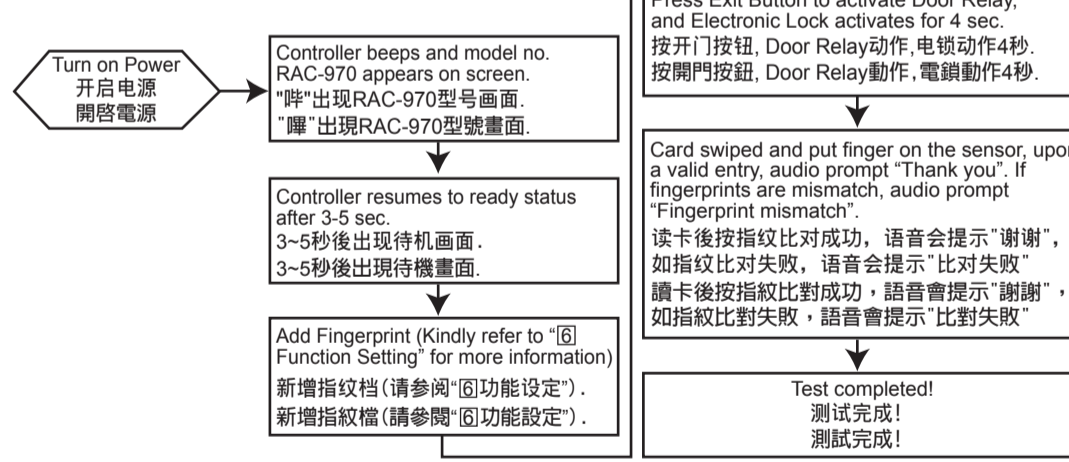 Turn on Power
开启电源
開啓電源
Controller beeps and model no.
RAC-970 appears on screen.
"哔"出现RAC-970型号画面.
"嗶"出現RAC-970型號畫面.
Controller resumes to ready status
after 3-5 sec.
3~5秒後出现待机画面.
3~5秒後出現待機畫面.
Add Fingerprint (Kindly refer to “6
Function Setting” for more information)
新增指纹档(请参阅“6功能设定”).
新增指紋檔(請參閱“6功能設定”).
Press Exit Button to activate Door Relay,
and Electronic Lock activates for 4 sec.
按开门按钮, Door Relay动作,电锁动作4秒.
按開門按鈕, Door Relay動作,電鎖動作4秒.
Card swiped and put finger on the sensor, upon
a valid entry, audio prompt “Thank you”. If
fingerprints are mismatch, audio prompt
“Fingerprint mismatch”.
读卡後按指纹比对成功，语音会提示"谢谢"，
如指纹比对失败，语音会提示"比对失败"
讀卡後按指紋比對成功，語音會提示"謝謝"，
如指紋比對失敗，語音會提示"比對失敗"
Test completed!
测试完成!
測試完成!